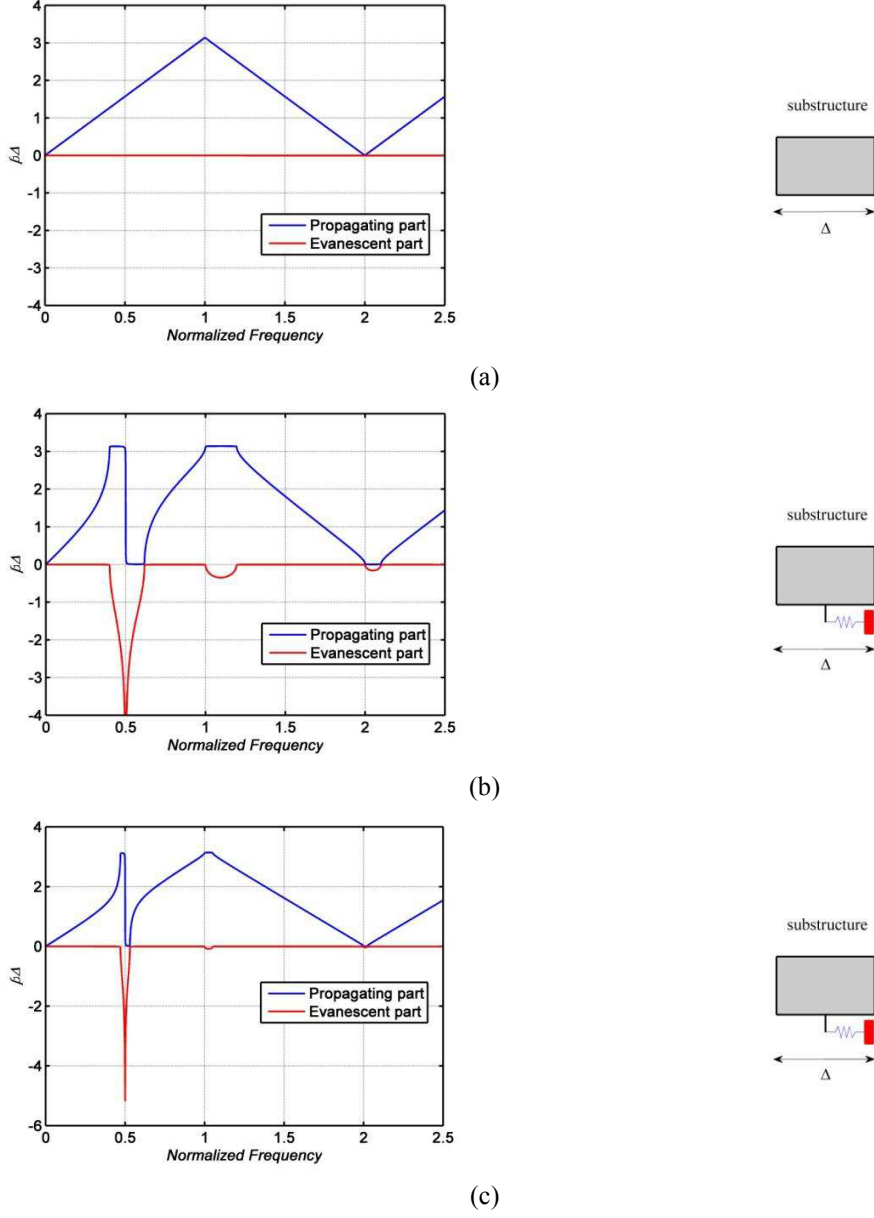 4
3
2
1
0
-1
-2
-3
-4
βΔ
0
0.5
1
1.5
2
2.5
Normalized Frequency
Propagating part
Evanescent part
substructure
Δ
(a)
4
3
2
1
0
-1
-2
-3
-4
βΔ
0
0.5
1
1.5
2
2.5
Normalized Frequency
Propagating part
Evanescent part
substructure
Δ
(b)
4
2
0
-2
-4
-6
βΔ
0
0.5
1
1.5
2
2.5
Normalized Frequency
Propagating part
Evanescent part
substructure
Δ
(c)